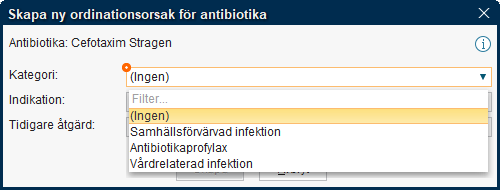 Skapa ny ordinationsorsak för antibiotika
Antibiotika: Cefotaxim Stragen
Kategori: (Ingen)
Indikation: Filter...
(Ingen)
Tidigare åtgärd: Samhällsförvärvad infektion
Antibiotikaprofylax
Vårdrelaterad infektion